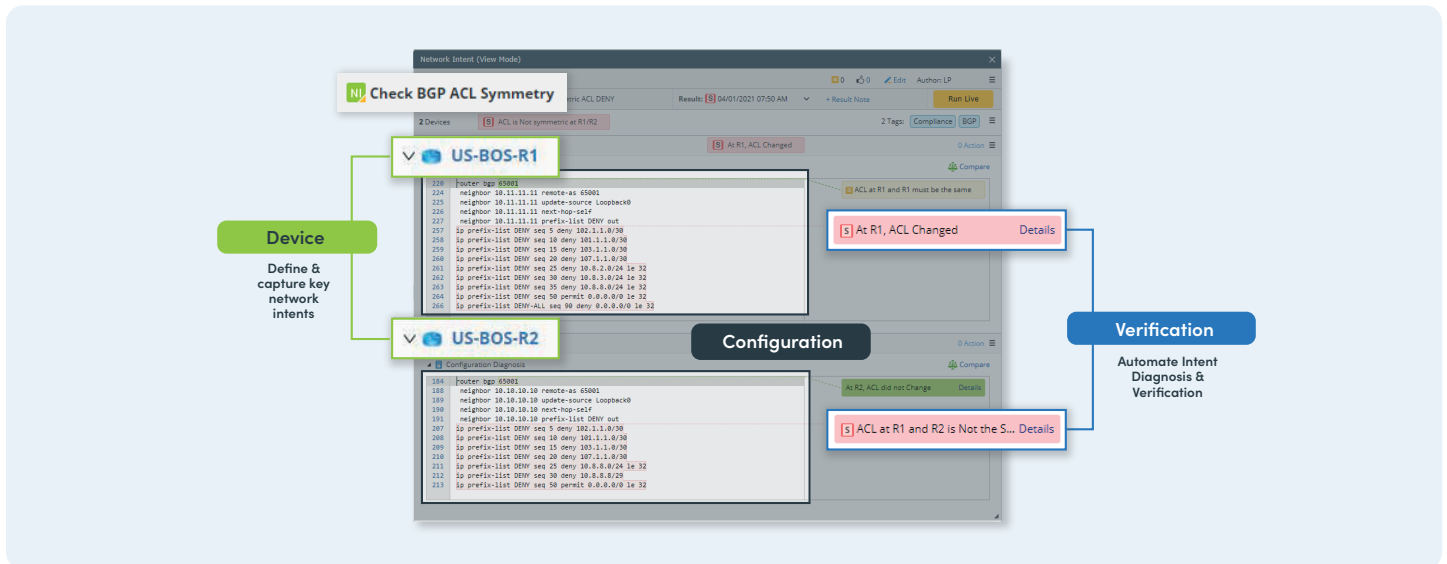 Network Intent (View Mode)
NI Check BGP ACL Symmetry
0 0 Edit Author: LP
tric ACL DENY Result: S 04/01/2021 07:50 AM + Result Note Run Live
2 Devices S ACL is Not symmetric at R1/R2 2 Tags: Compliance BGP
US-BOS-R1
S At R1, ACL Changed 0 Action
Compare
220 router bgp 65001
224 neighbor 10.11.11.11 remote-as 65001
225 neighbor 10.11.11.11 update-source Loopback0
226 neighbor 10.11.11.11 next-hop-self
227 neighbor 10.11.11.11 prefix-list DENY out
257 ip prefix-list DENY seq 5 deny 102.1.1.0/30
258 ip prefix-list DENY seq 10 deny 101.1.1.0/30
259 ip prefix-list DENY seq 15 deny 103.1.1.0/30
260 ip prefix-list DENY seq 20 deny 107.1.1.0/30
261 ip prefix-list DENY seq 25 deny 10.8.2.0/24 le 32
262 ip prefix-list DENY seq 30 deny 10.8.3.0/24 le 32
263 ip prefix-list DENY seq 35 deny 10.8.8.0/24 le 32
264 ip prefix-list DENY seq 50 permit 0.0.0.0/0 le 32
266 ip prefix-list DENY-ALL seq 90 deny 0.0.0.0/0 le 32
ACL at R1 and R1 must be the same
S At R1, ACL Changed Details
Device
Define &
capture key
network
intents
US-BOS-R2
Configuration
0 Action
Configuration Diagnosis Compare
184 router bgp 65001
188 neighbor 10.10.10.10 remote-as 65001
189 neighbor 10.10.10.10 update-source Loopback0
190 neighbor 10.10.10.10 next-hop-self
191 neighbor 10.10.10.10 prefix-list DENY out
207 ip prefix-list DENY seq 5 deny 102.1.1.0/30
208 ip prefix-list DENY seq 10 deny 101.1.1.0/30
209 ip prefix-list DENY seq 15 deny 103.1.1.0/30
210 ip prefix-list DENY seq 20 deny 107.1.1.0/30
211 ip prefix-list DENY seq 25 deny 10.8.8.0/24 le 32
212 ip prefix-list DENY seq 30 deny 10.8.8.8/29
213 ip prefix-list DENY seq 50 permit 0.0.0.0/0 le 32
At R2, ACL did not Change Details
S ACL at R1 and R2 is Not the S... Details
Verification
Automate Intent
Diagnosis &
Verification